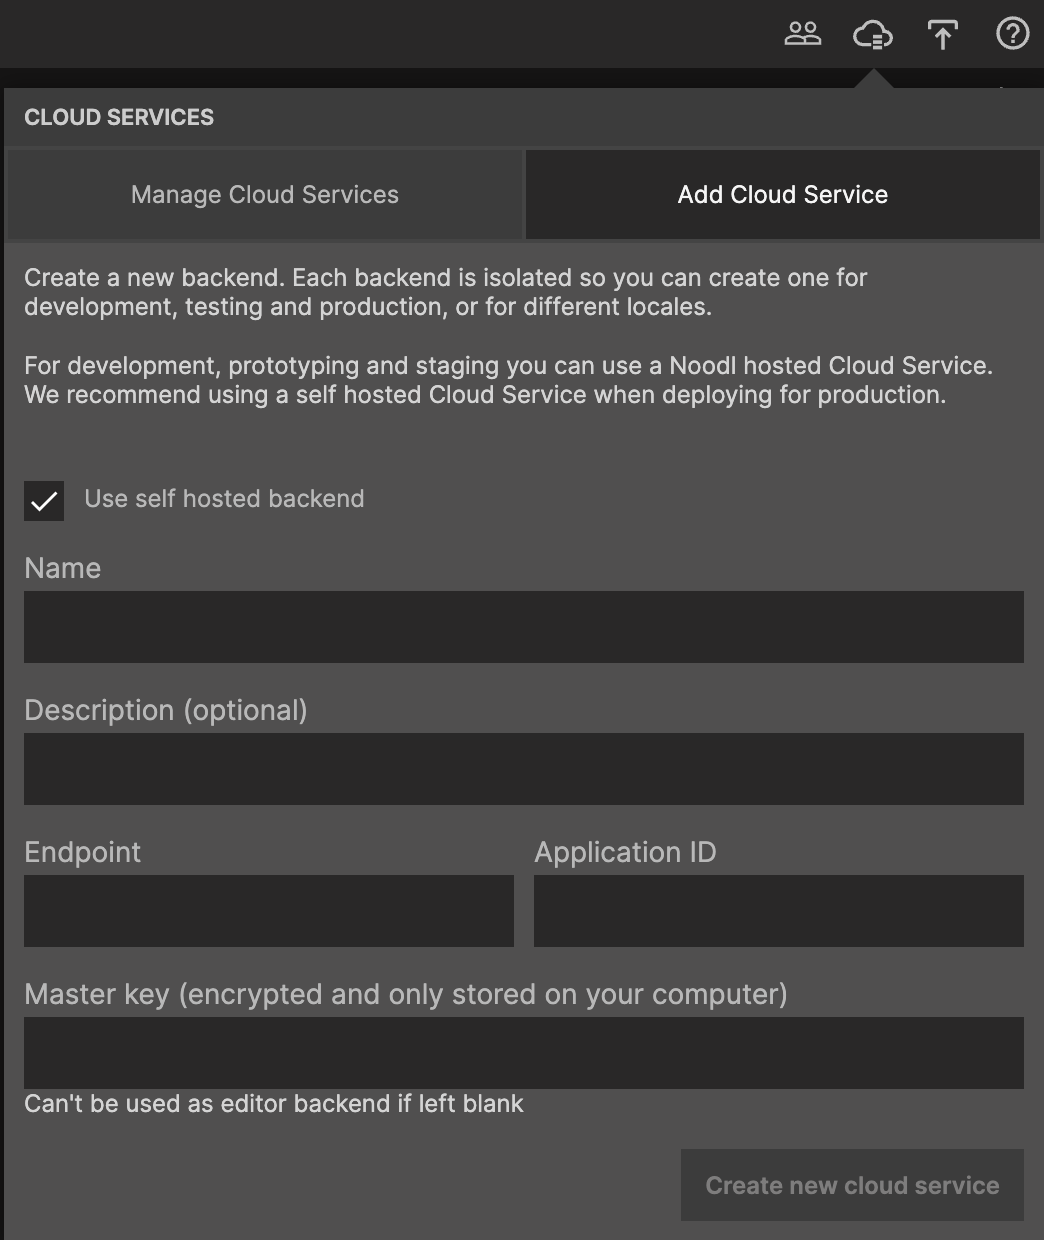 CLOUD SERVICES
Manage Cloud Services
Add Cloud Service
Create a new backend. Each backend is isolated so you can create one for
development, testing and production, or for different locales.
For development, prototyping and staging you can use a Noodl hosted Cloud Service.
We recommend using a self hosted Cloud Service when deploying for production.
Use self hosted backend
Name
Description (optional)
Endpoint
Application ID
Master key (encrypted and only stored on your computer)
Can't be used as editor backend if left blank
Create new cloud service